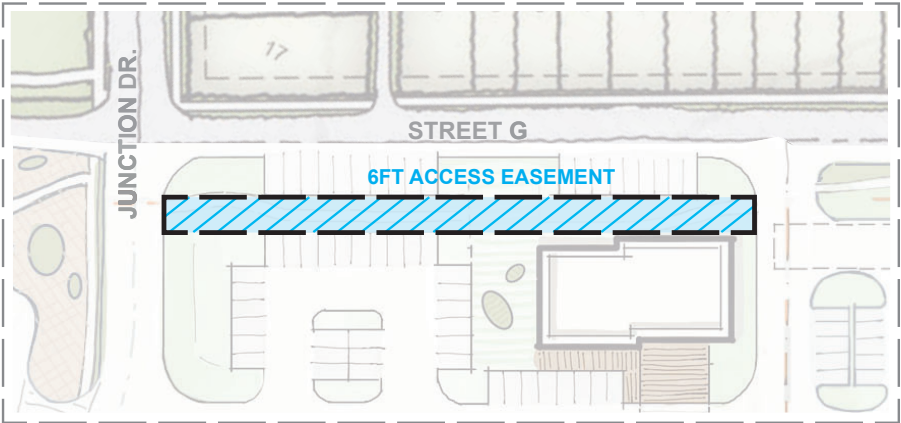 17
JUNCTION DR.
STREET G
6FT ACCESS EASEMENT